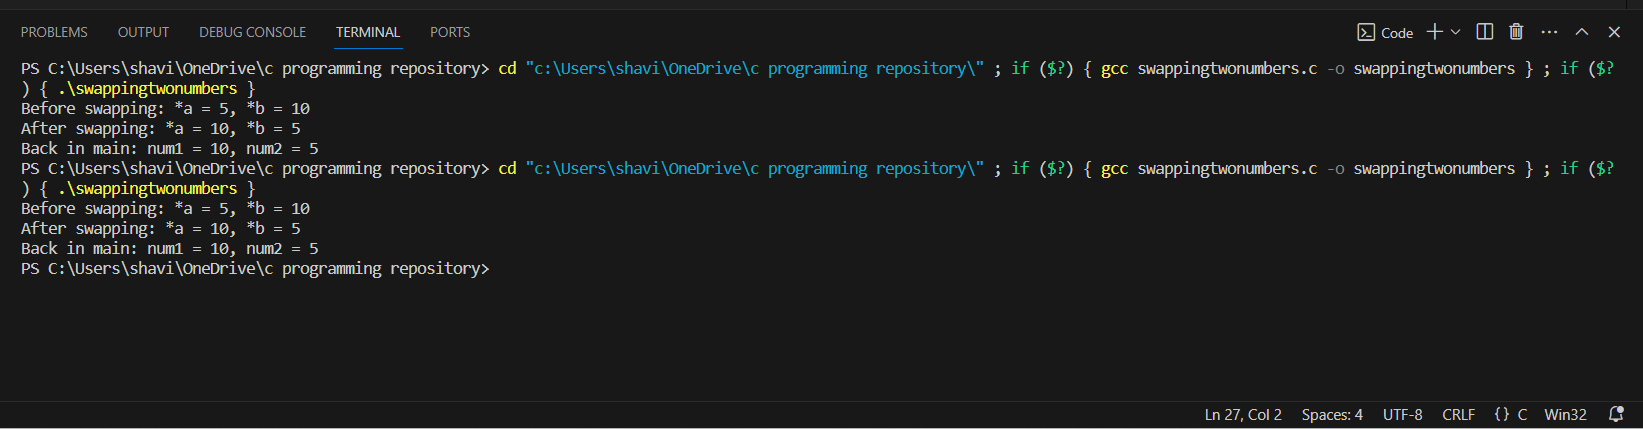 PROBLEMS OUTPUT DEBUG CONSOLE TERMINAL PORTS Code
PS C:\Users\shavi\OneDrive\c programming repository> cd "c:\Users\shavi\OneDrive\c programming repository\" ; if ($?) { gcc swappingtwonumbers.c -o swappingtwonumbers } ; if ($?
) { .\swappingtwonumbers }
Before swapping: *a = 5, *b = 10
After swapping: *a = 10, *b = 5
Back in main: num1 = 10, num2 = 5
PS C:\Users\shavi\OneDrive\c programming repository> cd "c:\Users\shavi\OneDrive\c programming repository\" ; if ($?) { gcc swappingtwonumbers.c -o swappingtwonumbers } ; if ($?
) { .\swappingtwonumbers }
Before swapping: *a = 5, *b = 10
After swapping: *a = 10, *b = 5
Back in main: num1 = 10, num2 = 5
PS C:\Users\shavi\OneDrive\c programming repository>
Ln 27, Col 2 Spaces: 4 UTF-8 CRLF {} C Win32